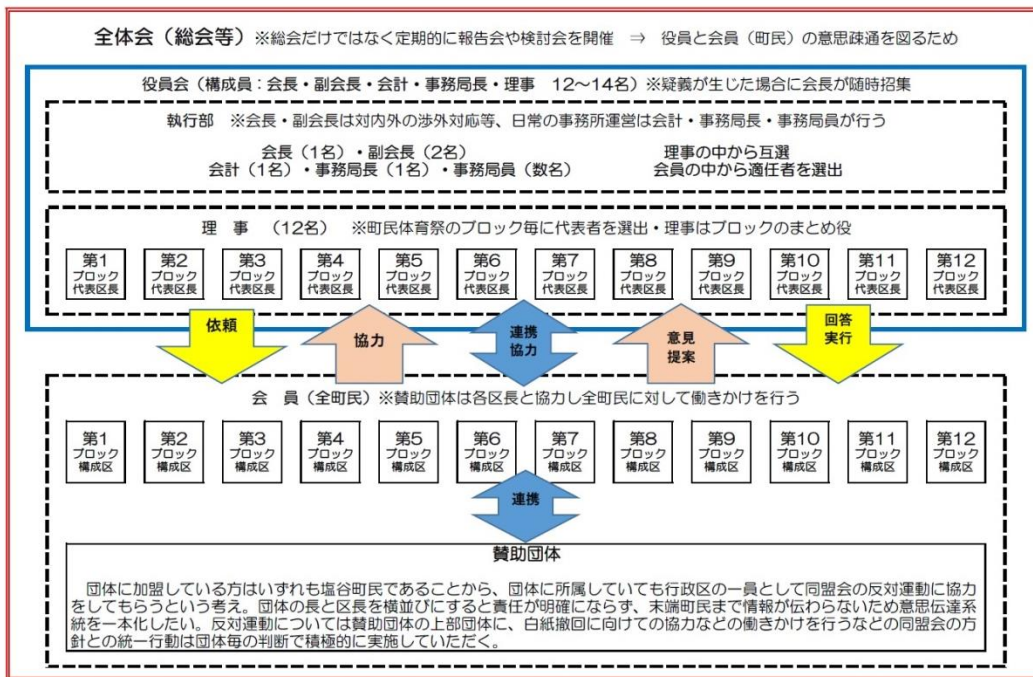 全体会（総会等）※総会だけではなく定期的に報告会や検討会を開催　⇒　役員と会員（町民）の意思疎通を図るため
役員会（構成員：会長・副会長・会計・事務局長・理事　12～14名）※疑義が生じた場合に会長が随時招集
執行部　※会長・副会長は対内外の渉外対応等、日常の事務所運営は会計・事務局長・事務局員が行う
会長（1名）・副会長（2名）　理事の中から互選
会計（1名）・事務局長（1名）・事務局員（数名）　会員の中から適任者を選出
理　事　（12名）　※町民体育祭のブロック毎に代表者を選出・理事はブロックのまとめ役
第1　第2　第3　第4　第5　第6　第7　第8　第9　第10　第11　第12
ブロック　ブロック　ブロック　ブロック　ブロック　ブロック　ブロック　ブロック　ブロック　ブロック　ブロック　ブロック
代表区長　代表区長　代表区長　代表区長　代表区長　代表区長　代表区長　代表区長　代表区長　代表区長　代表区長　代表区長
依頼
協力
連携
協力
意見
提案
回答
実行
会　員（全町民）※賛助団体は各区長と協力し全町民に対して働きかけを行う
第1　第2　第3　第4　第5　第6　第7　第8　第9　第10　第11　第12
ブロック　ブロック　ブロック　ブロック　ブロック　ブロック　ブロック　ブロック　ブロック　ブロック　ブロック　ブロック
構成区　構成区　構成区　構成区　構成区　構成区　構成区　構成区　構成区　構成区　構成区　構成区
連携
賛助団体
団体に加盟している方はいずれも塩谷町民であることから、団体に所属していても行政区の一員として同盟会の反対運動に協力
をしてもらうという考え。団体の長と区長を横並びにすると責任が明確にならず、末端町民まで情報が伝わらないため意思伝達系
統を一本化したい。反対運動については賛助団体の上部団体に、白紙撤回に向けての協力などの働きかけを行うなどの同盟会の方
針との統一行動は団体毎の判断で積極的に実施していただく。